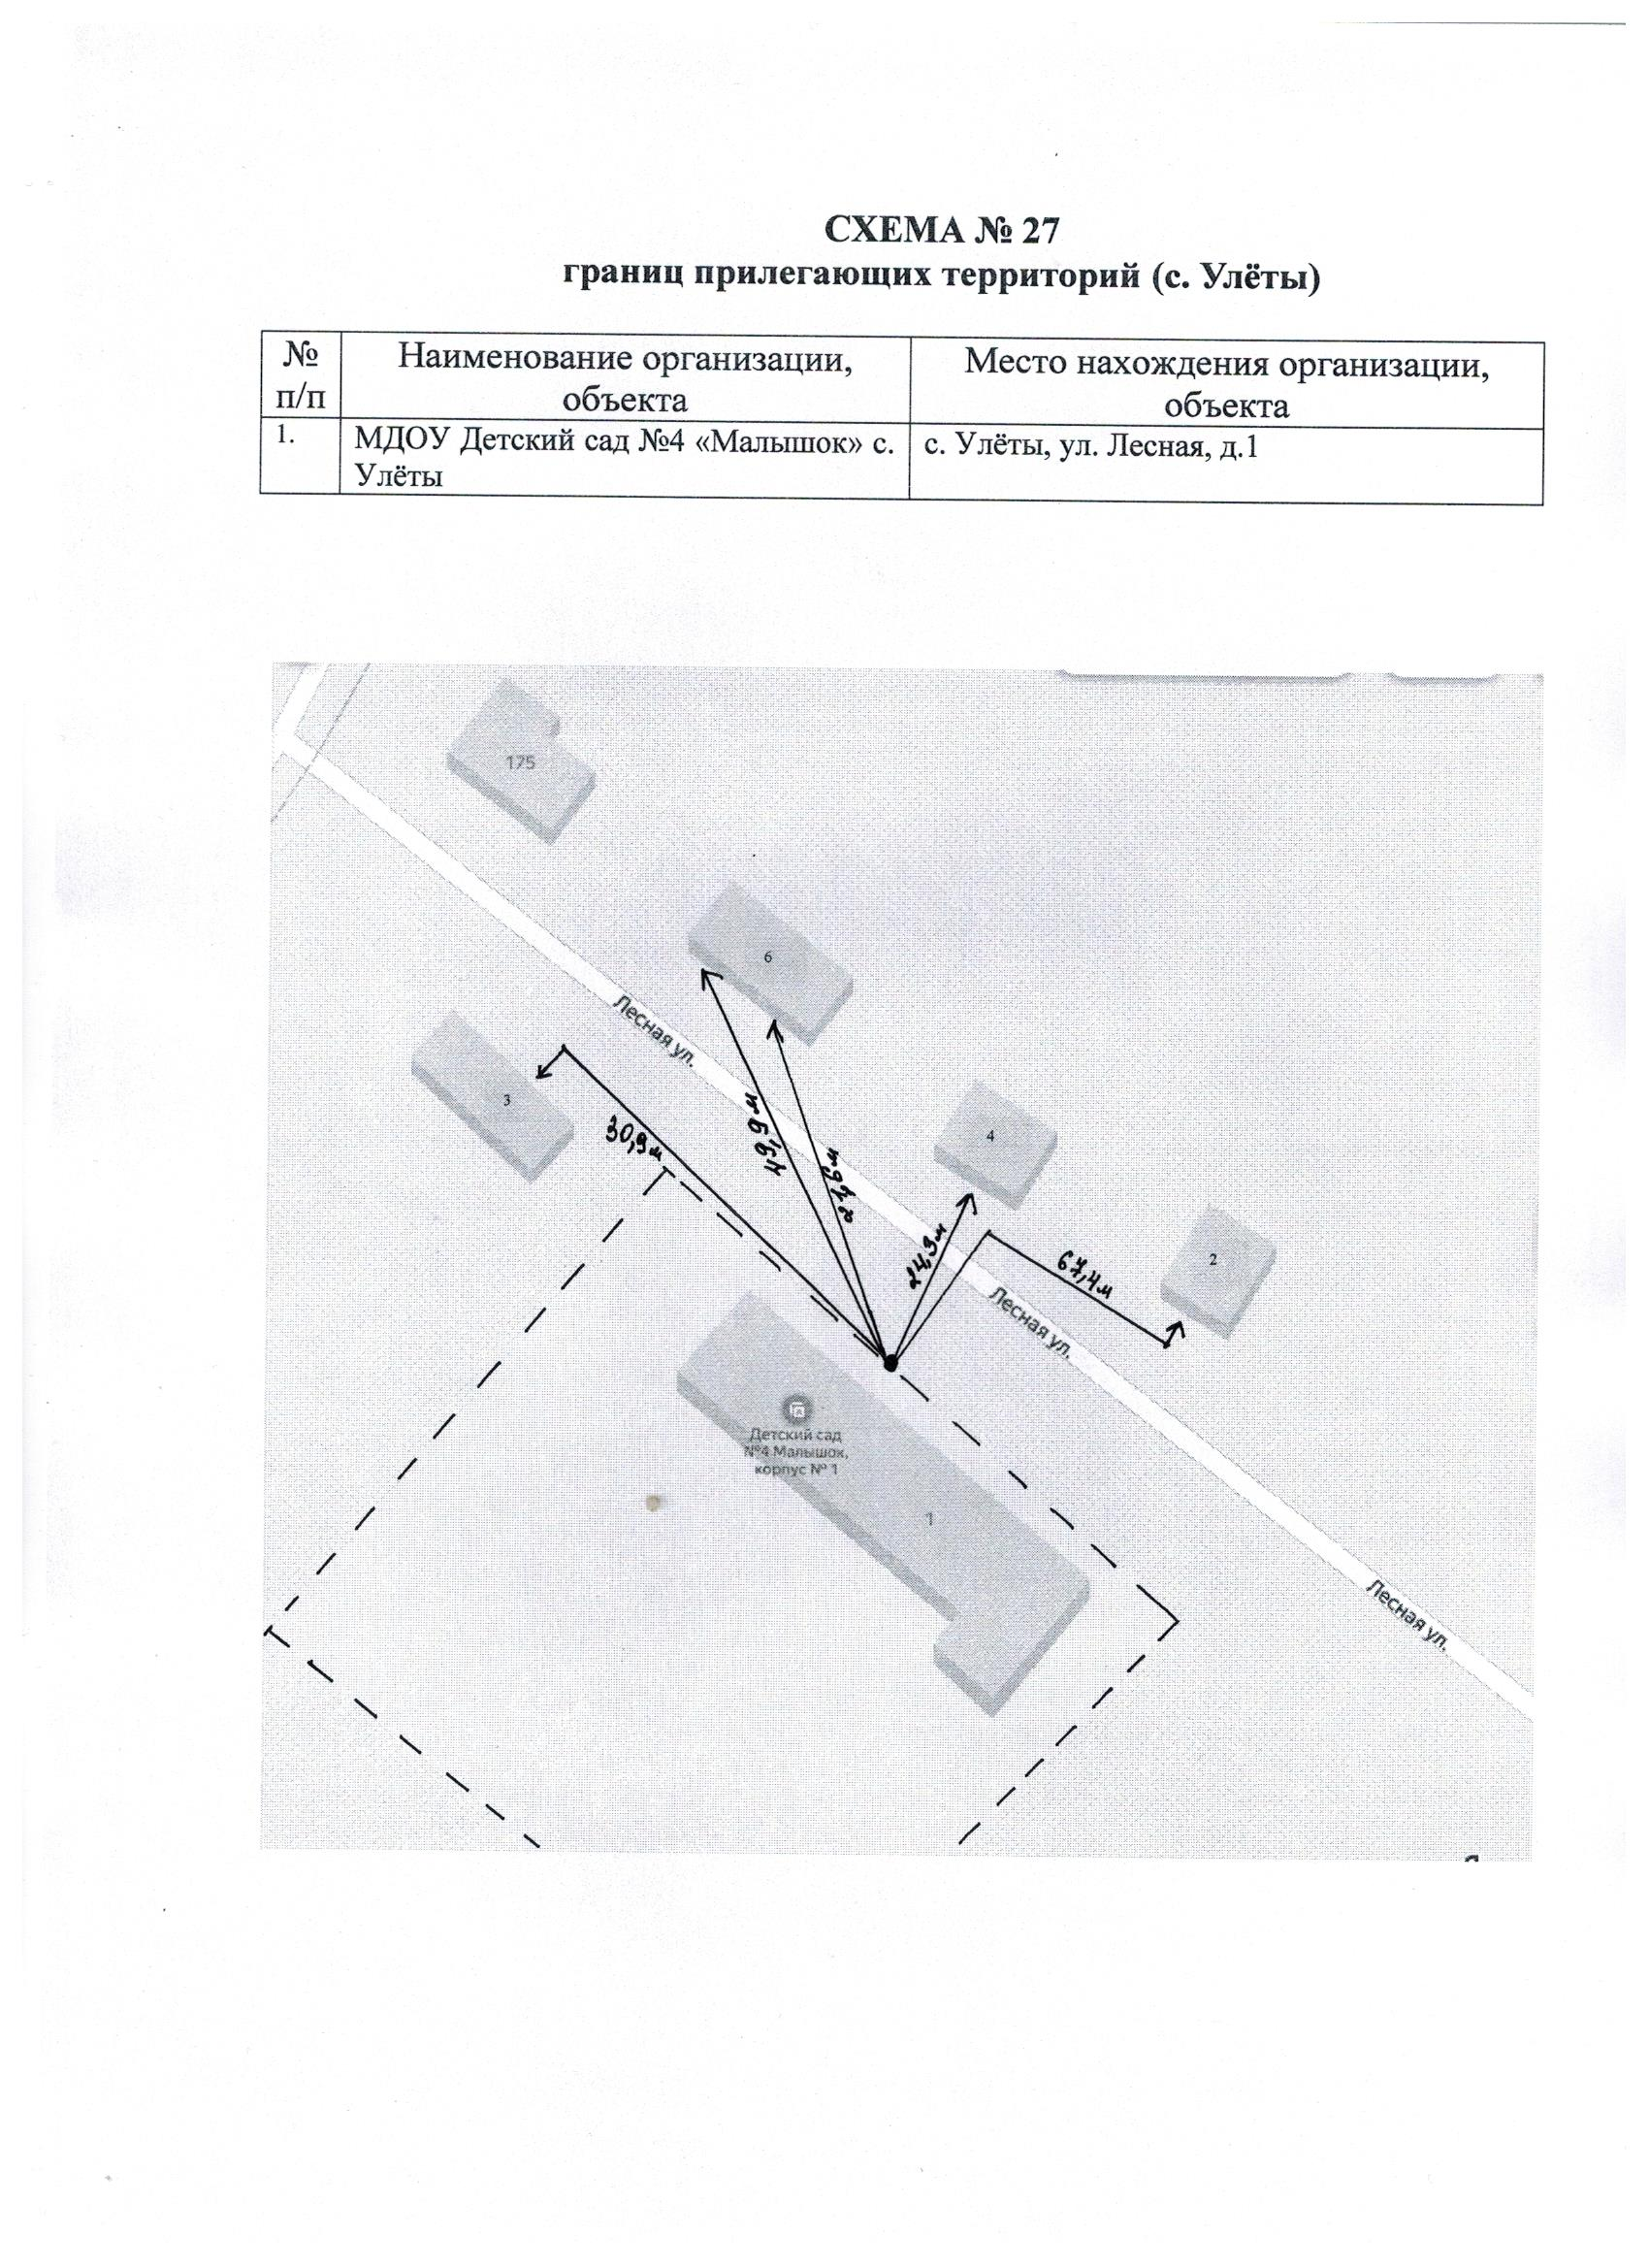 СХЕМА № 27
границ прилегающих территорий (с. Улёты)
№
п/п
Наименование организации,
объекта
Место нахождения организации,
объекта
1.
МДОУ Детский сад №4 «Малышок» с.
Улёты
с. Улёты, ул. Лесная, д.1
175
6
Лесная ул.
3
30,9м
49,9м
4
24,3м
2
67,4м
Лесная ул.
Детский сад
№4 Малышок,
корпус № 1
1
Лесная ул.